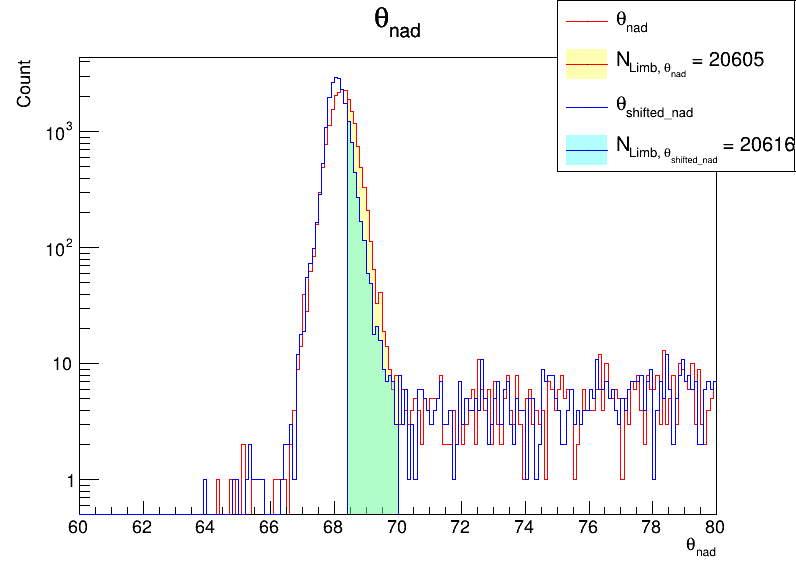 θnad
θnad
NLimb, θnad = 20605
θshifted_nad
NLimb, θshifted_nad = 20616
Count
10³
10²
10
1
60 62 64 66 68 70 72 74 76 78 80
θnad